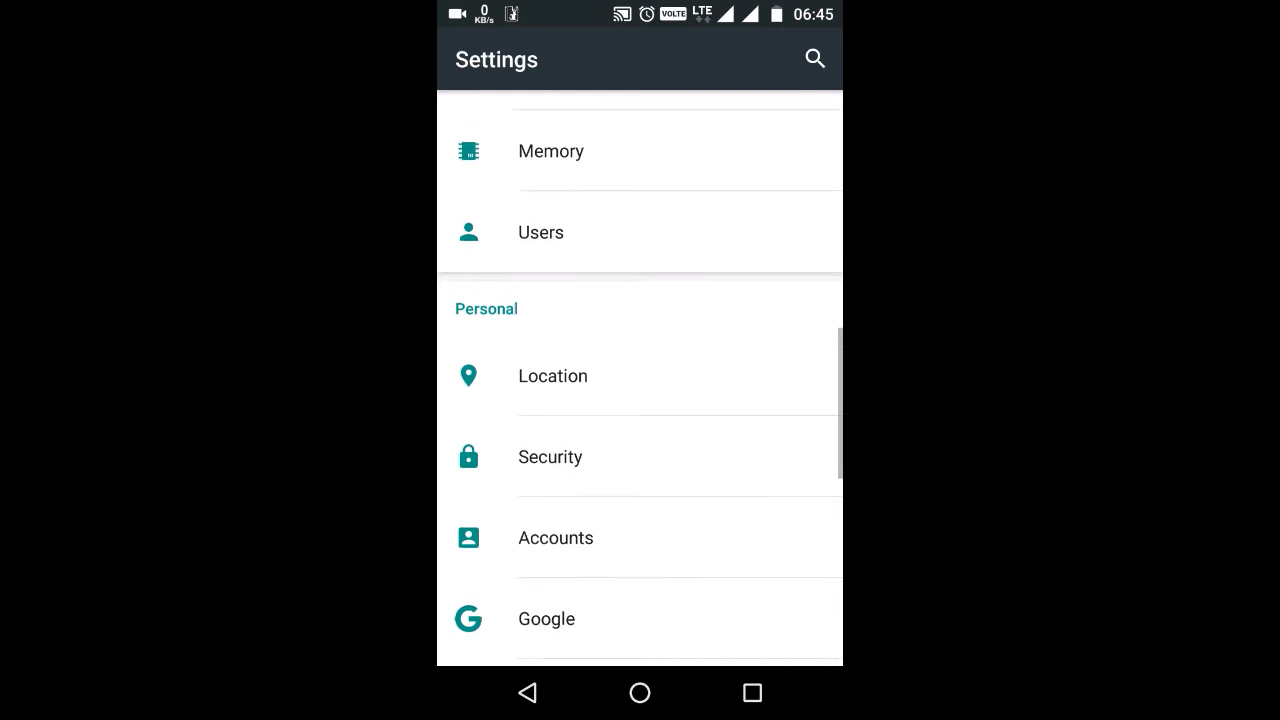 0
KB/s
VOLTE
LTE
06:45
Settings
Memory
Users
Personal
Location
Security
Accounts
Google